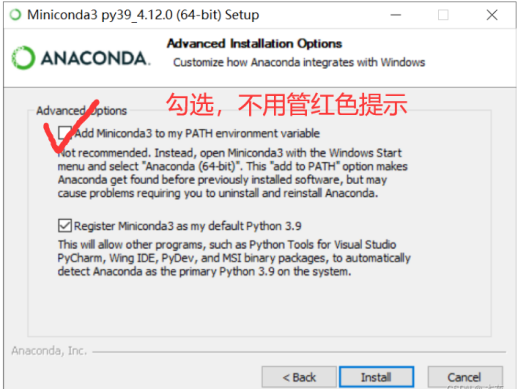 Miniconda3 py39_4.12.0 (64-bit) Setup
ANACONDA.
Advanced Installation Options
Customize how Anaconda integrates with Windows
勾选，不用管红色提示
Advanced Options
Add Miniconda3 to my PATH environment variable
Not recommended. Instead, open Miniconda3 with the Windows Start
menu and select "Anaconda (64-bit)". This "add to PATH" option makes
Anaconda get found before previously installed software, but may
cause problems requiring you to uninstall and reinstall Anaconda.
Register Miniconda3 as my default Python 3.9
This will allow other programs, such as Python Tools for Visual Studio
PyCharm, Wing IDE, PyDev, and MSI binary packages, to automatically
detect Anaconda as the primary Python 3.9 on the system.
Anaconda, Inc.
< Back
Install
Cancel